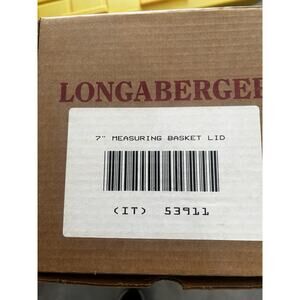 LONGABERGER
7" MEASURING BASKET LID
(IT) 53911